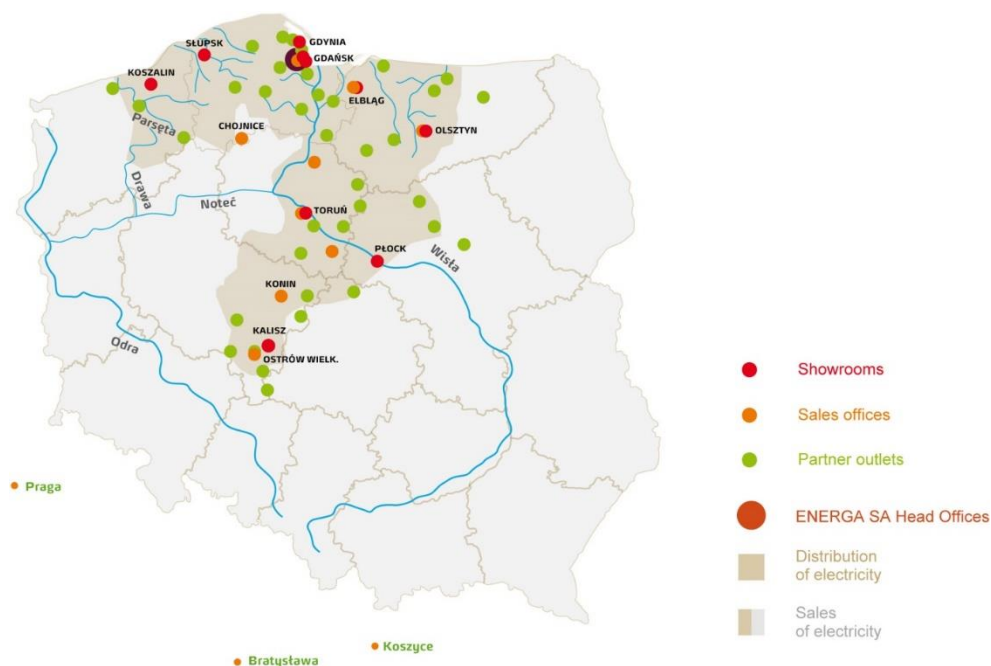 GDYNIA
SŁUPSK
GDAŃSK
KOSZALIN
ELBLĄG
Parsęta
CHOJNICE
OLSZTYN
Drawa
Noteć
TORUŃ
PŁOCK
Wisła
KONIN
KALISZ
Odra
OSTRÓW WIELK.
Showrooms
Sales offices
Partner outlets
Praga
ENERGA SA Head Offices
Distribution
of electricity
Sales
of electricity
Koszyce
Bratysława